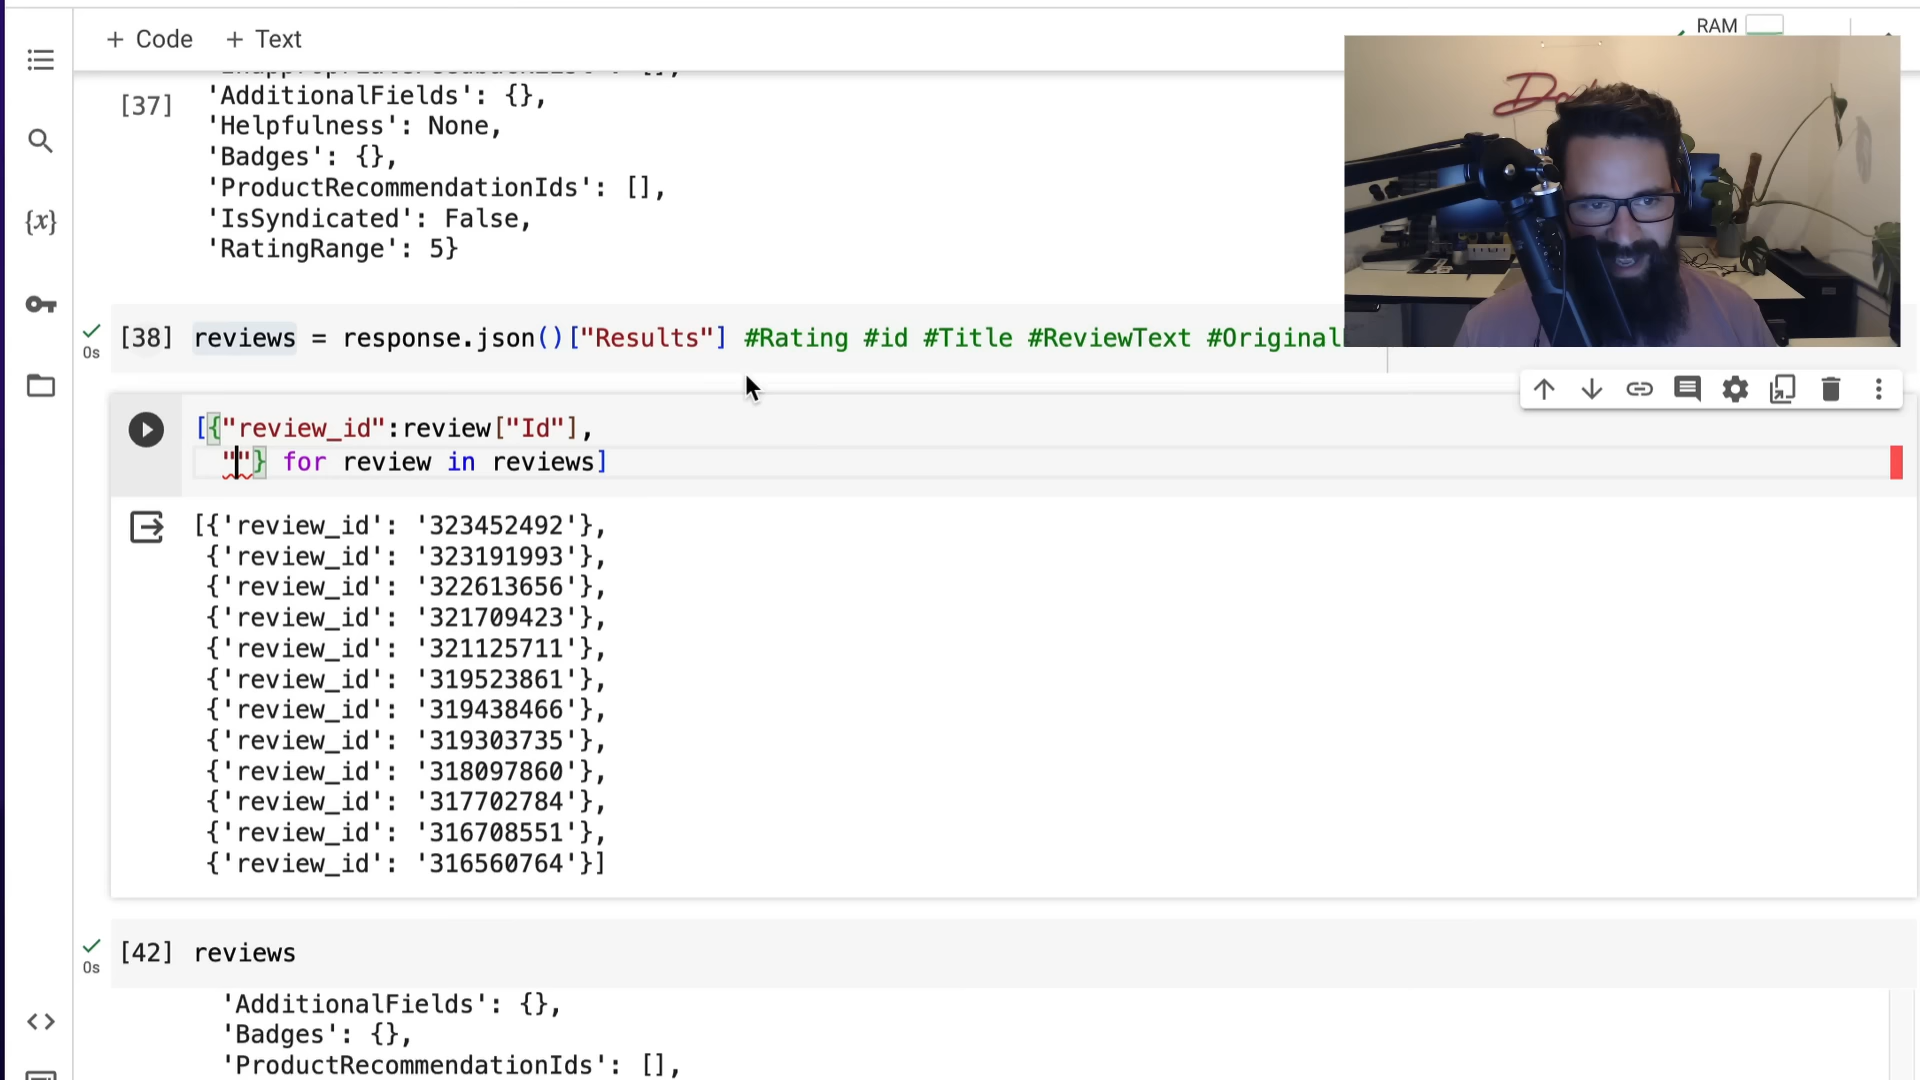 + Code + Text
RAM
[37]
'AdditionalFields': {},
'Helpfulness': None,
'Badges': {},
'ProductRecommendationIds': [],
'IsSyndicated': False,
'RatingRange': 5}
{x}
0s
[38] reviews = response.json()["Results"] #Rating #id #Title #ReviewText #Original
[{"review_id":review["Id"],
""} for review in reviews]
[{'review_id': '323452492'},
{'review_id': '323191993'},
{'review_id': '322613656'},
{'review_id': '321709423'},
{'review_id': '321125711'},
{'review_id': '319523861'},
{'review_id': '319438466'},
{'review_id': '319303735'},
{'review_id': '318097860'},
{'review_id': '317702784'},
{'review_id': '316708551'},
{'review_id': '316560764'}]
[42] reviews
0s
'AdditionalFields': {},
'Badges': {},
'ProductRecommendationIds': [],